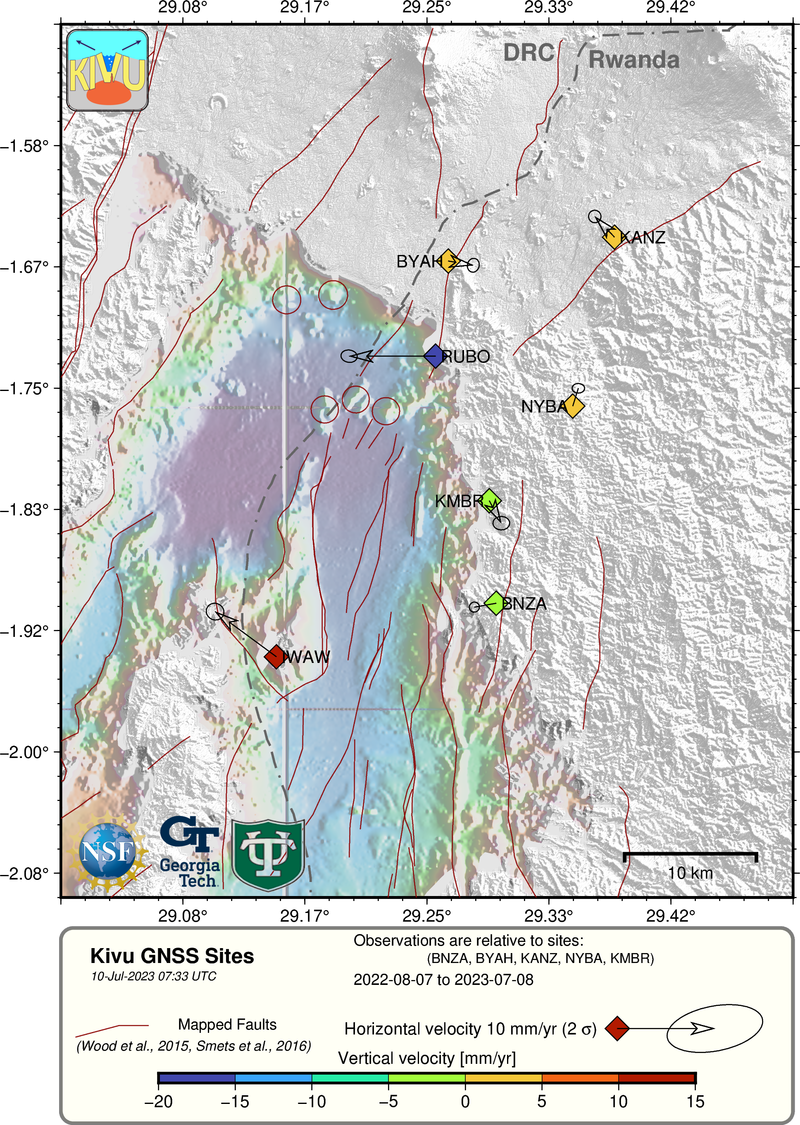 29.08° 29.17° 29.25° 29.33° 29.42°
KIVU
DRC
Rwanda
−1.58°
KANZ
BYAH
−1.67°
RUBO
−1.75°
NYBA
KMBR
−1.83°
BNZA
−1.92°
IWAW
−2.00°
NSF
GT
Georgia
Tech
T
U
10 km
−2.08°
29.08° 29.17° 29.25° 29.33° 29.42°
Kivu GNSS Sites
10-Jul-2023 07:33 UTC
Observations are relative to sites:
(BNZA, BYAH, KANZ, NYBA, KMBR)
2022-08-07 to 2023-07-08
Mapped Faults
(Wood et al., 2015, Smets et al., 2016)
Horizontal velocity 10 mm/yr (2 σ)
Vertical velocity [mm/yr]
−20 −15 −10 −5 0 5 10 15